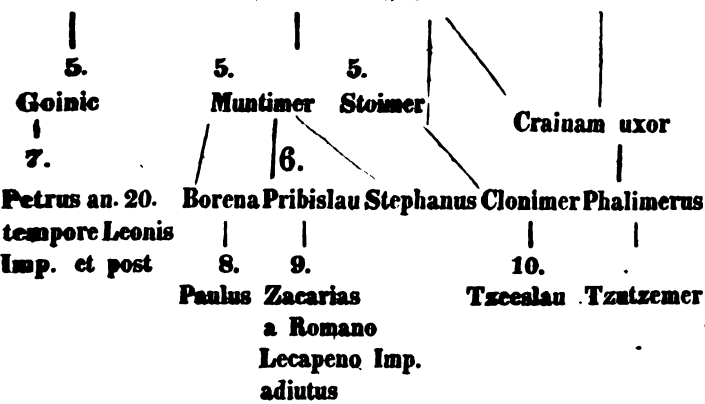 5. 5. 5.
Goinic Muntimer Stoimer
Crainam uxor
7. 6.
Petrus an. 20. Borena Pribislau Stephanus Clonimer Phalimerus
tempore Leonis
Imp. et post 8. 9. 10.
Paulus Zacarias Txeeslau Tzutzemer
a Romano
Lecapeno Imp.
adiutus